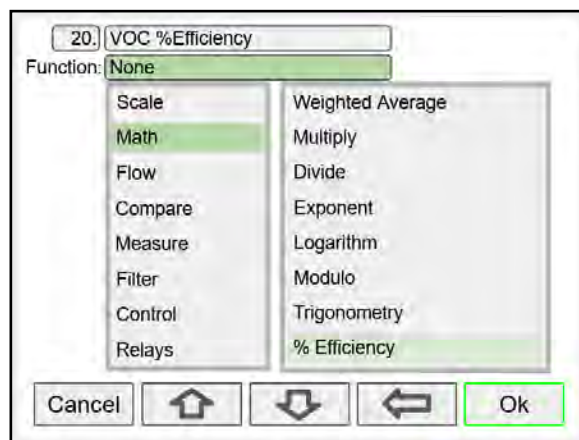 20. VOC %Efficiency
Function: None
Scale
Math
Flow
Compare
Measure
Filter
Control
Relays
Weighted Average
Multiply
Divide
Exponent
Logarithm
Modulo
Trigonometry
% Efficiency
Cancel
Ok